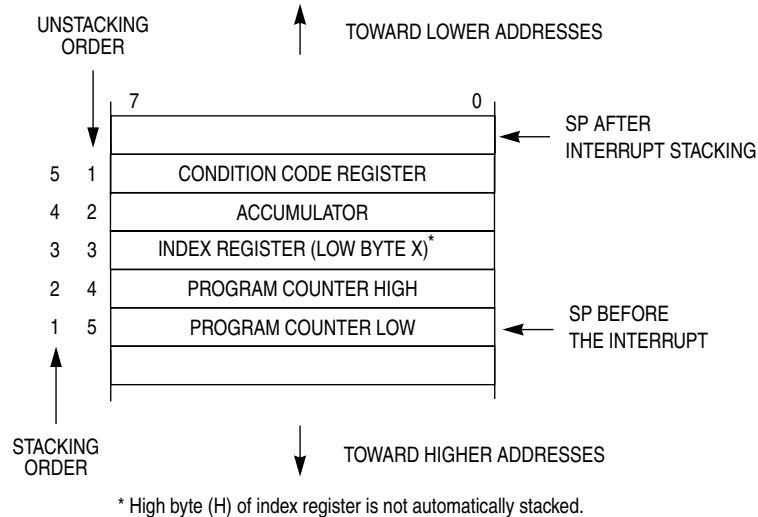 UNSTACKING
ORDER
TOWARD LOWER ADDRESSES
7 0
SP AFTER
INTERRUPT STACKING
5 1 CONDITION CODE REGISTER
4 2 ACCUMULATOR
3 3 INDEX REGISTER (LOW BYTE X)*
2 4 PROGRAM COUNTER HIGH
1 5 PROGRAM COUNTER LOW
SP BEFORE
THE INTERRUPT
STACKING
ORDER
TOWARD HIGHER ADDRESSES
* High byte (H) of index register is not automatically stacked.